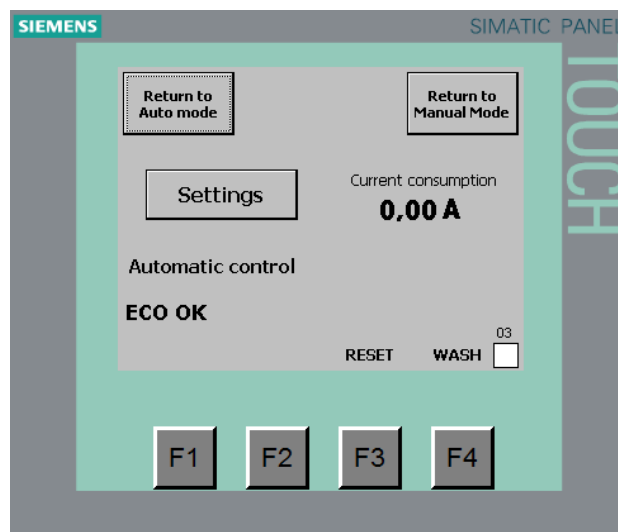 SIEMENS
SIMATIC PANEL
TOUCH
Return to
Auto mode
Return to
Manual Mode
Settings
Current consumption
0,00 A
Automatic control
ECO OK
03
RESET
WASH
F1
F2
F3
F4